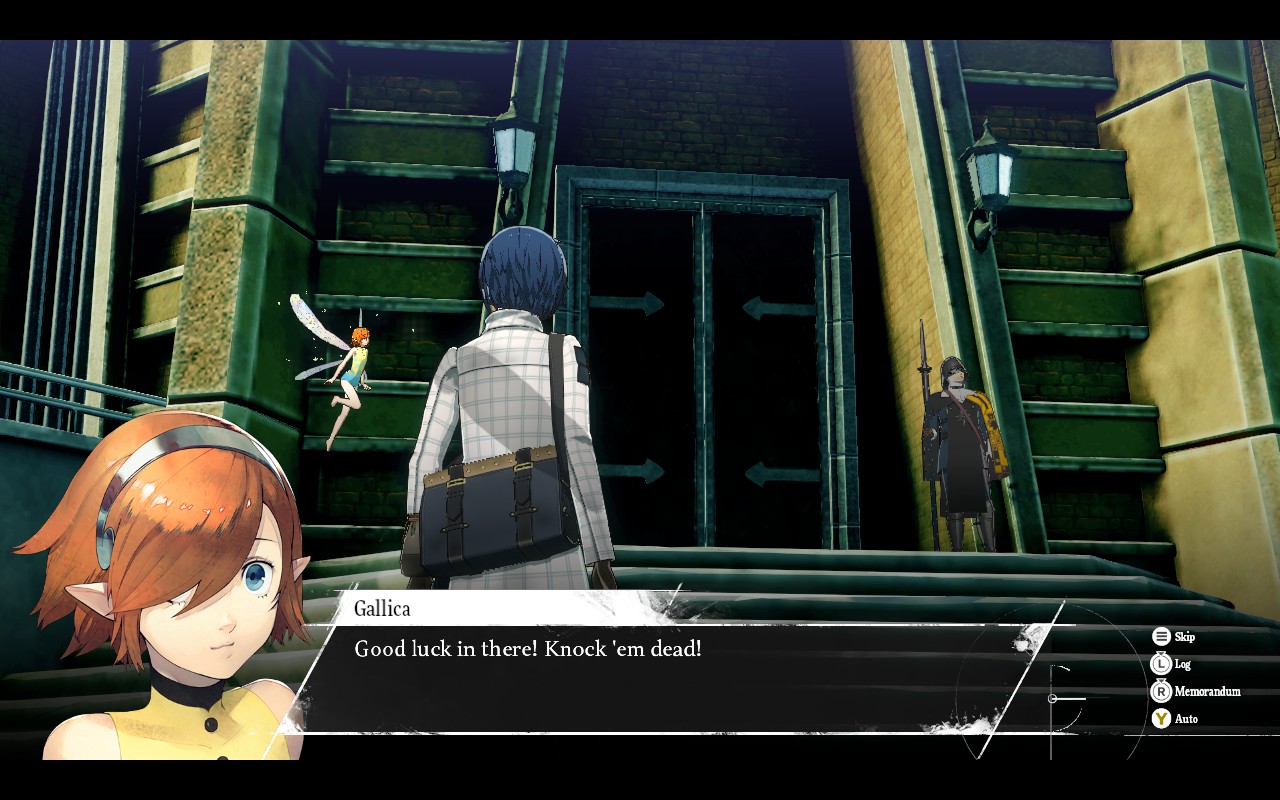 Gallica
Good luck in there! Knock 'em dead!
Skip
L Log
R Memorandum
Y Auto